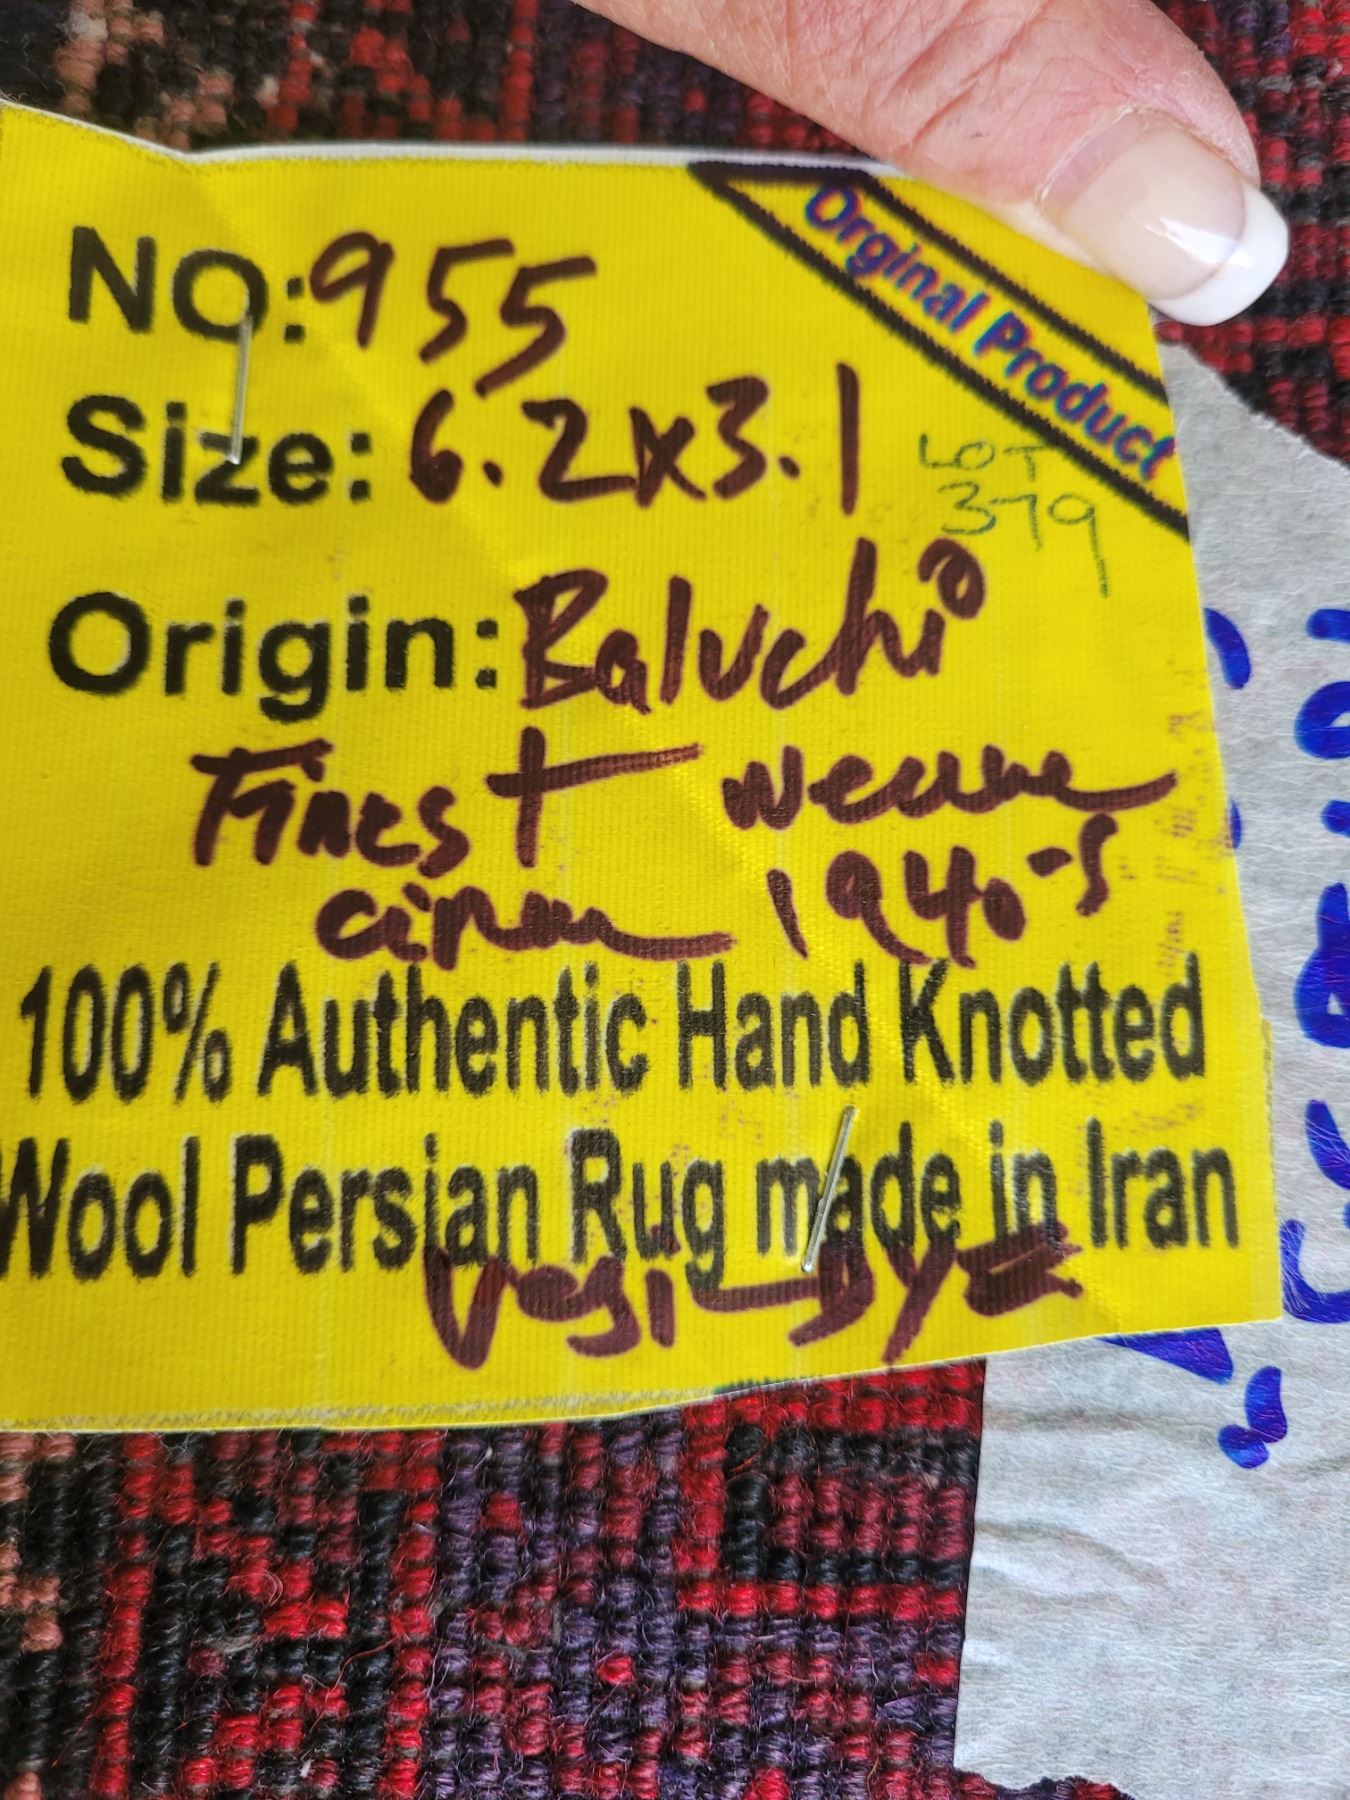 Orginal Product
NO: 955
Size: 6.2x3.1
LOT
379
Origin: Baluchi
Finest weave
circa 1940-s
100% Authentic Hand Knotted
Wool Persian Rug made in Iran
Vegi-Dye